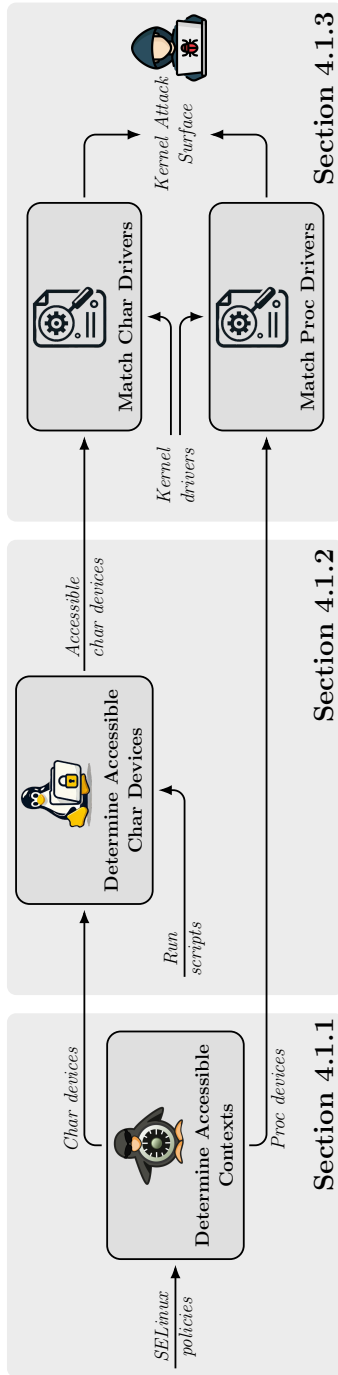 SELinux
policies
Determine Accessible
Contexts
Char devices
Proc devices
Section 4.1.1
Run
scripts
Determine Accessible
Char Devices
Accessible
char devices
Section 4.1.2
Kernel
drivers
Match Char Drivers
Match Proc Drivers
Kernel Attack
Surface
Section 4.1.3